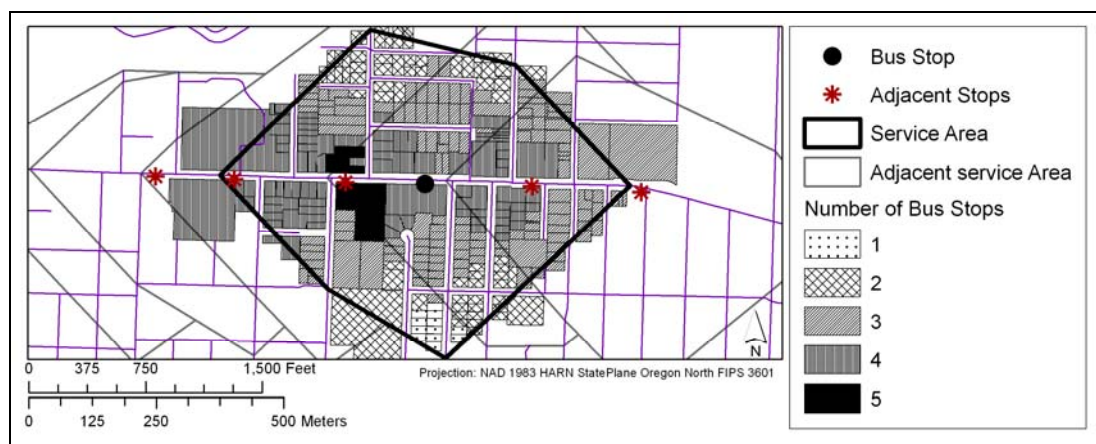 Bus Stop
Adjacent Stops
Service Area
Adjacent service Area
Number of Bus Stops
1
2
3
4
5
N
0 375 750 1,500 Feet
Projection: NAD 1983 HARN StatePlane Oregon North FIPS 3601
0 125 250 500 Meters